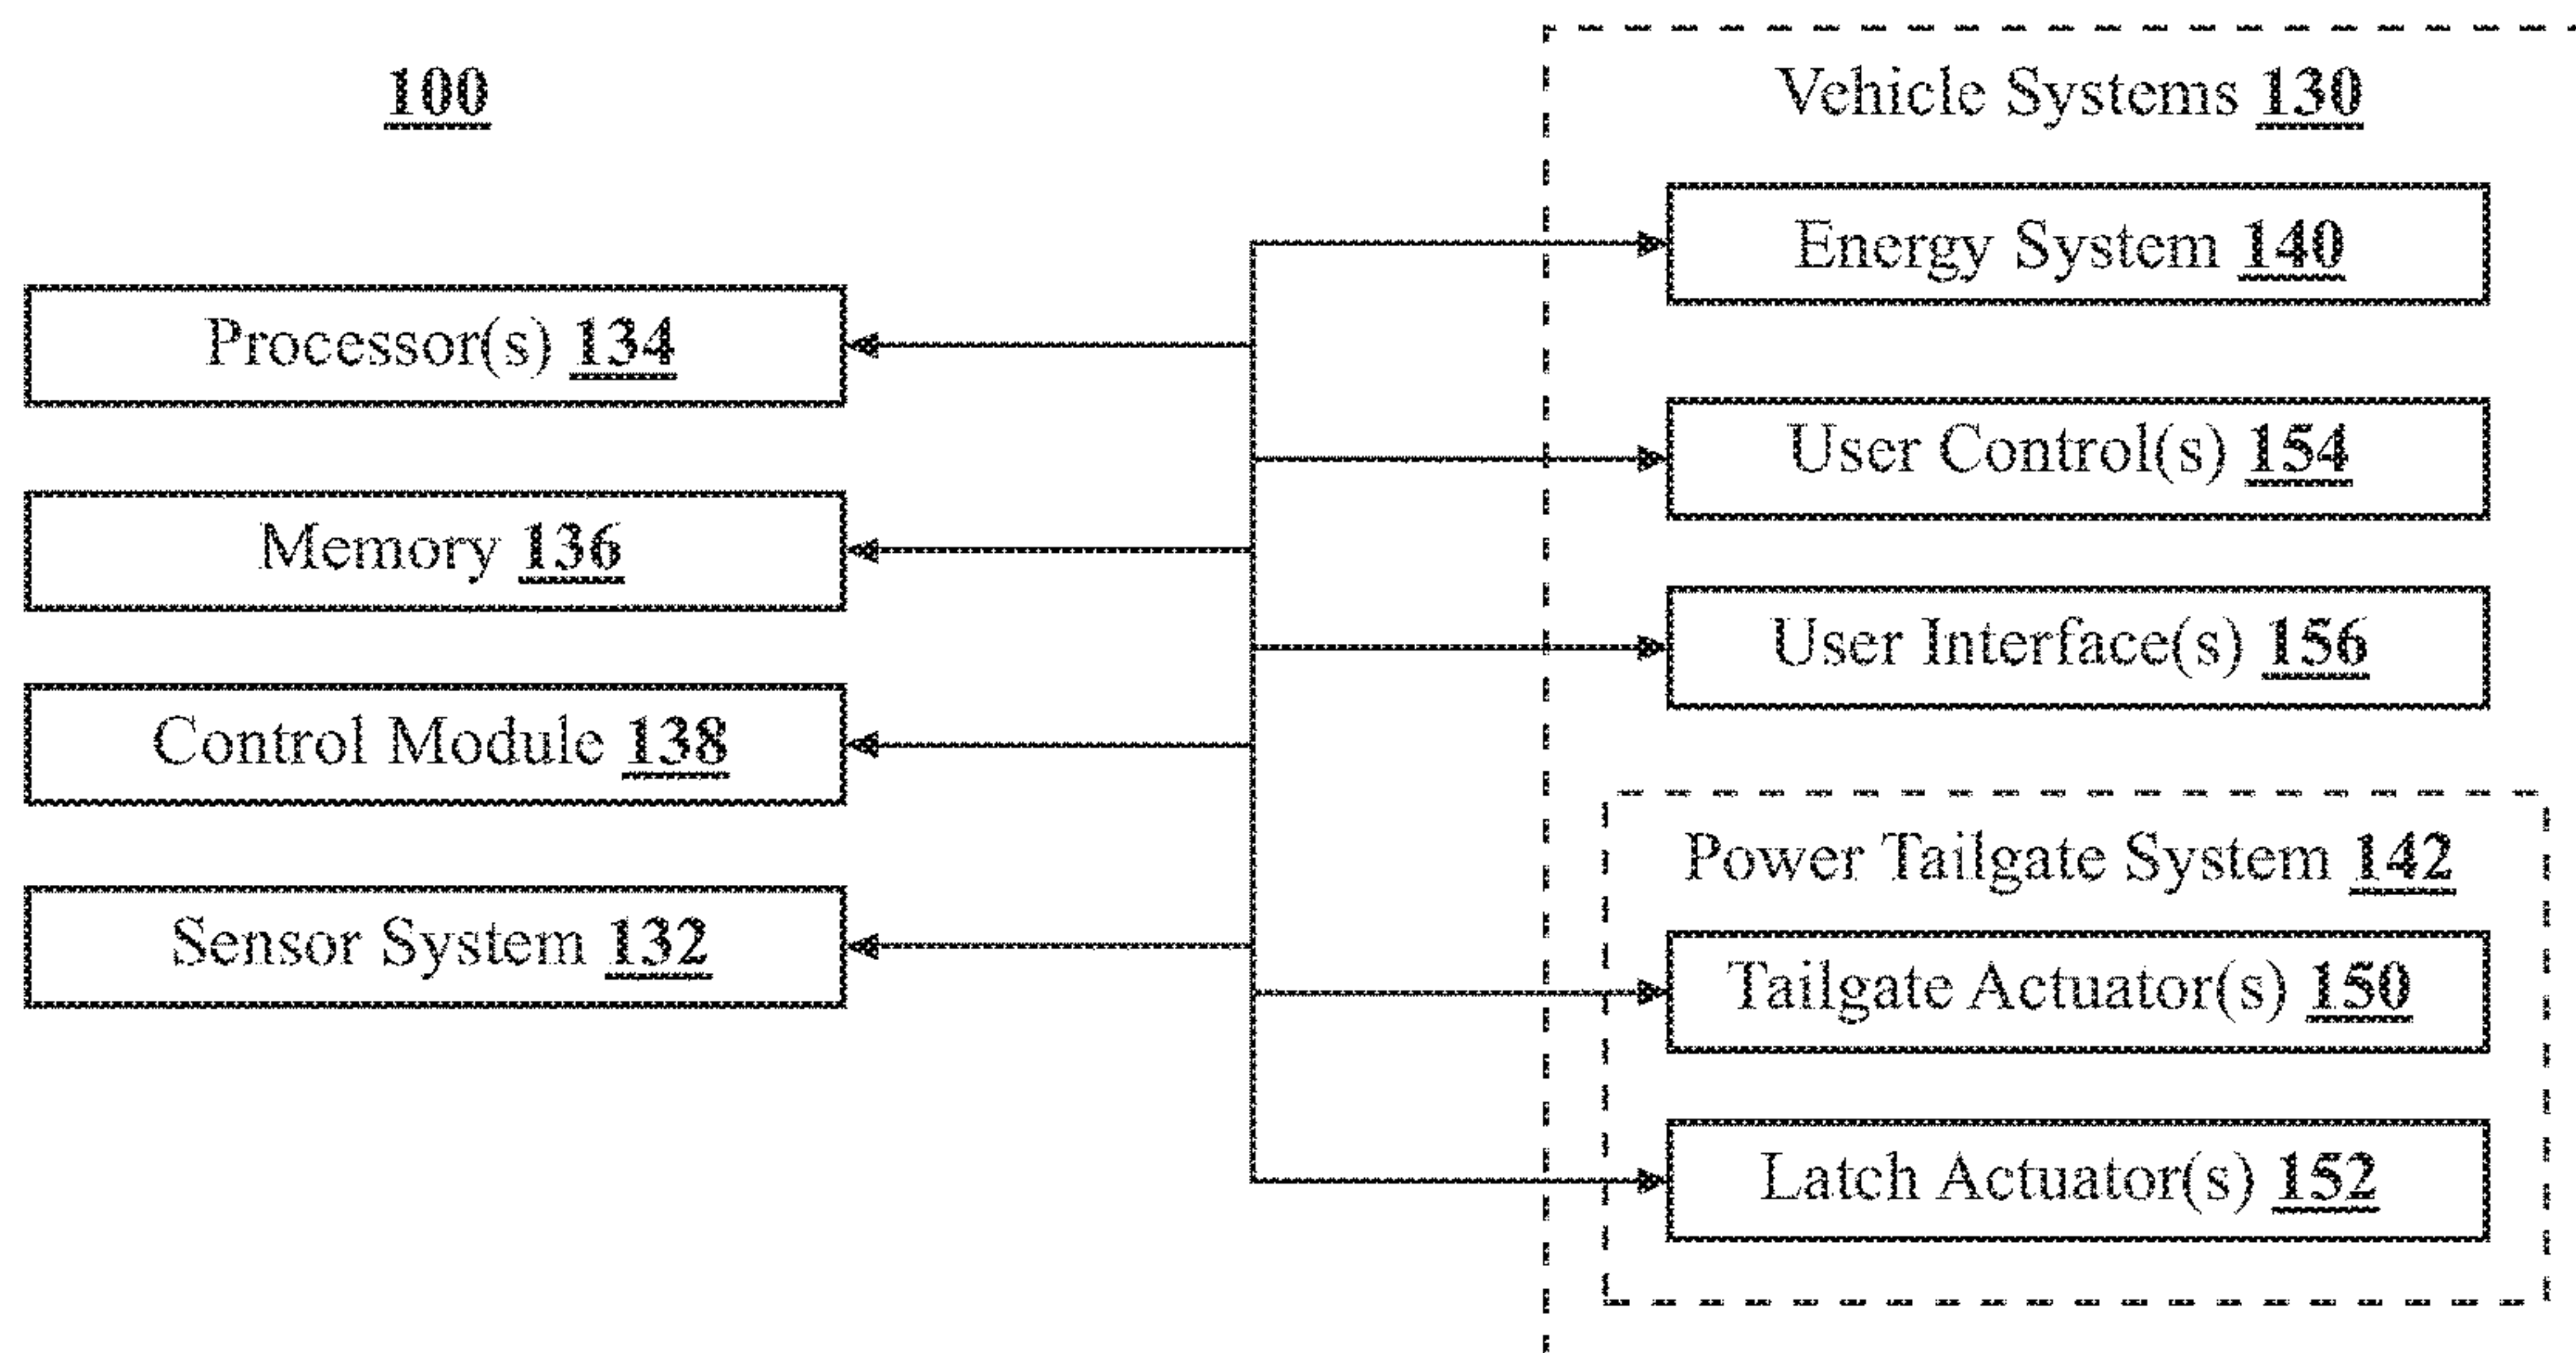 100
Processor(s) 134
Memory 136
Control Module 138
Sensor System 132
Vehicle Systems 130
Energy System 140
User Control(s) 154
User Interface(s) 156
Power Tailgate System 142
Tailgate Actuator(s) 150
Latch Actuator(s) 152